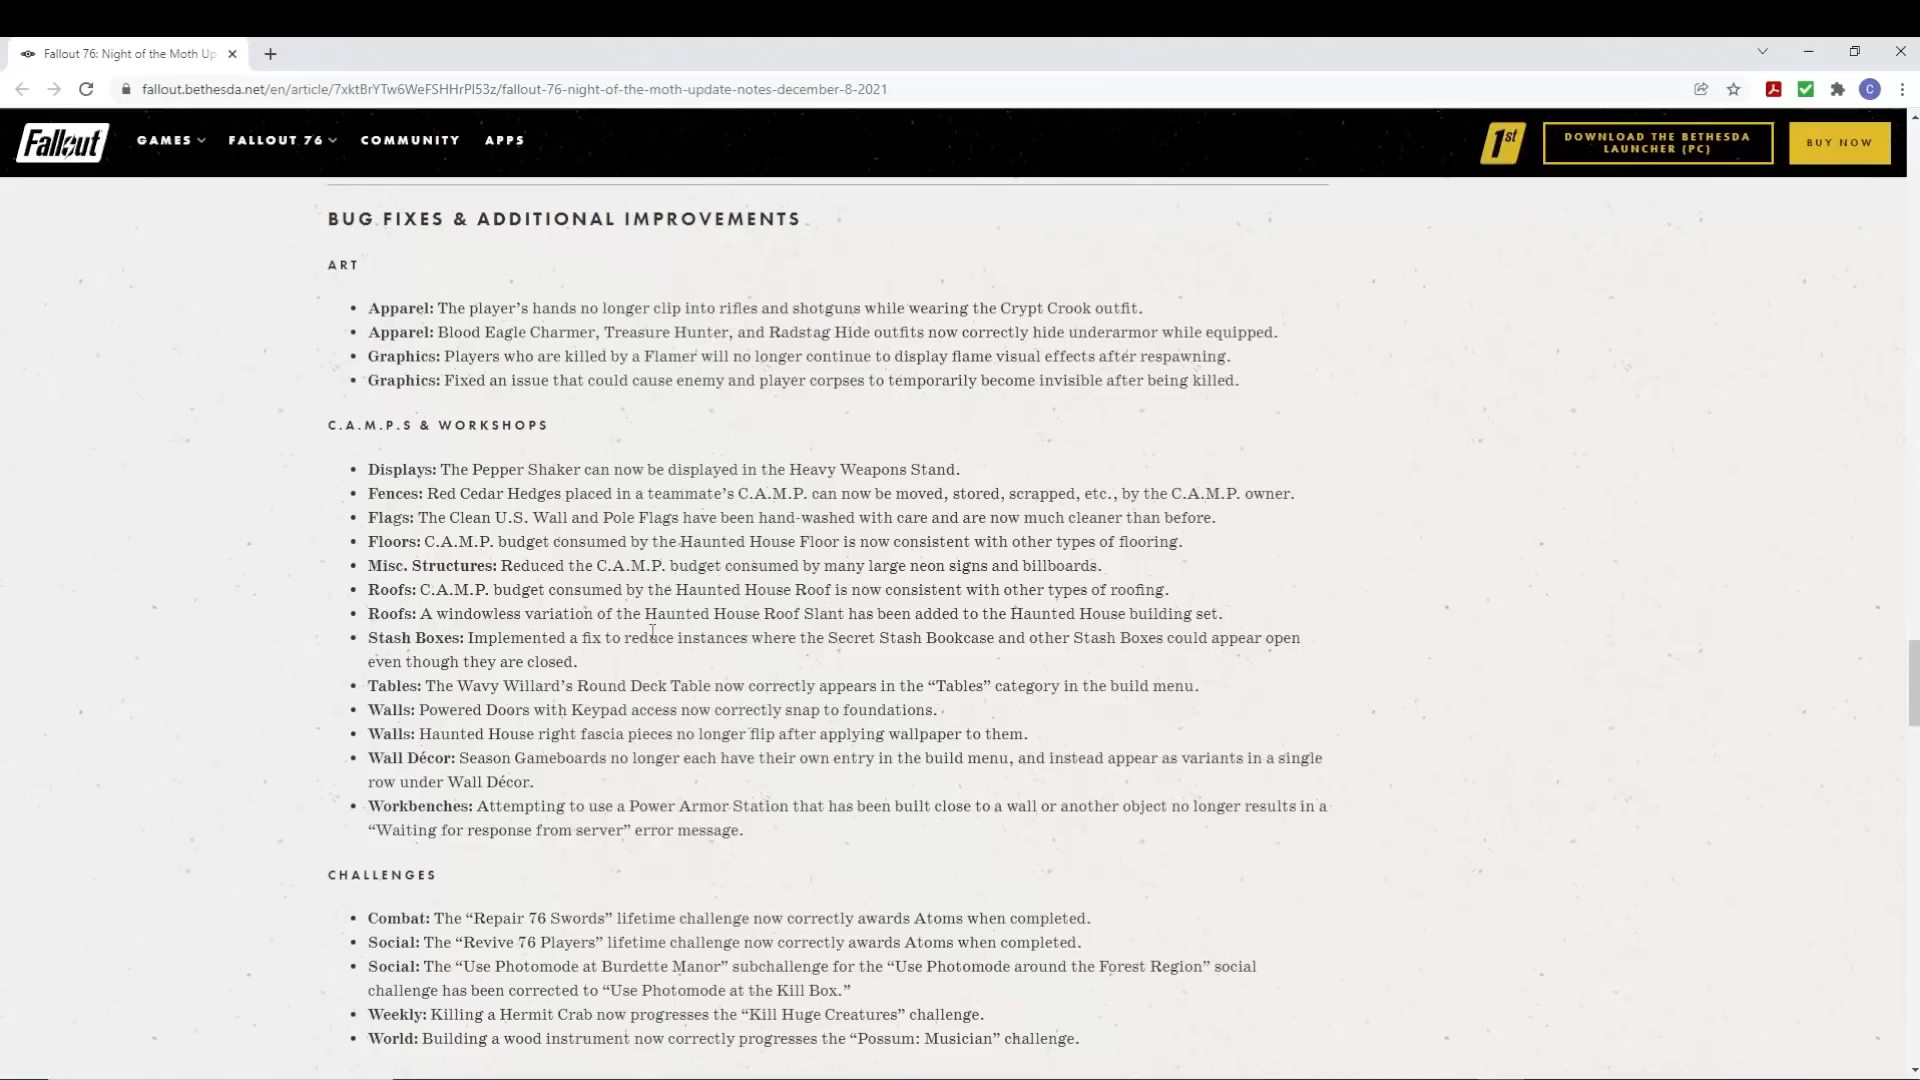 Fallout 76: Night of the Moth Up
fallout.bethesda.net/en/article/7xktBrYTw6WeFSHHrPl53z/fallout-76-night-of-the-moth-update-notes-december-8-2021
C
Fallout
GAMES
FALLOUT 76
COMMUNITY
APPS
1st
DOWNLOAD THE BETHESDA
LAUNCHER (PC)
BUY NOW
BUG FIXES & ADDITIONAL IMPROVEMENTS
ART
• Apparel: The player’s hands no longer clip into rifles and shotguns while wearing the Crypt Crook outfit.
• Apparel: Blood Eagle Charmer, Treasure Hunter, and Radstag Hide outfits now correctly hide underarmor while equipped.
• Graphics: Players who are killed by a Flamer will no longer continue to display flame visual effects after respawning.
• Graphics: Fixed an issue that could cause enemy and player corpses to temporarily become invisible after being killed.
C.A.M.P.S & WORKSHOPS
• Displays: The Pepper Shaker can now be displayed in the Heavy Weapons Stand.
• Fences: Red Cedar Hedges placed in a teammate’s C.A.M.P. can now be moved, stored, scrapped, etc., by the C.A.M.P. owner.
• Flags: The Clean U.S. Wall and Pole Flags have been hand-washed with care and are now much cleaner than before.
• Floors: C.A.M.P. budget consumed by the Haunted House Floor is now consistent with other types of flooring.
• Misc. Structures: Reduced the C.A.M.P. budget consumed by many large neon signs and billboards.
• Roofs: C.A.M.P. budget consumed by the Haunted House Roof is now consistent with other types of roofing.
• Roofs: A windowless variation of the Haunted House Roof Slant has been added to the Haunted House building set.
• Stash Boxes: Implemented a fix to reduce instances where the Secret Stash Bookcase and other Stash Boxes could appear open
even though they are closed.
• Tables: The Wavy Willard’s Round Deck Table now correctly appears in the “Tables” category in the build menu.
• Walls: Powered Doors with Keypad access now correctly snap to foundations.
• Walls: Haunted House right fascia pieces no longer flip after applying wallpaper to them.
• Wall Décor: Season Gameboards no longer each have their own entry in the build menu, and instead appear as variants in a single
row under Wall Décor.
• Workbenches: Attempting to use a Power Armor Station that has been built close to a wall or another object no longer results in a
“Waiting for response from server” error message.
CHALLENGES
• Combat: The “Repair 76 Swords” lifetime challenge now correctly awards Atoms when completed.
• Social: The “Revive 76 Players” lifetime challenge now correctly awards Atoms when completed.
• Social: The “Use Photomode at Burdette Manor” subchallenge for the “Use Photomode around the Forest Region” social
challenge has been corrected to “Use Photomode at the Kill Box.”
• Weekly: Killing a Hermit Crab now progresses the “Kill Huge Creatures” challenge.
• World: Building a wood instrument now correctly progresses the “Possum: Musician” challenge.